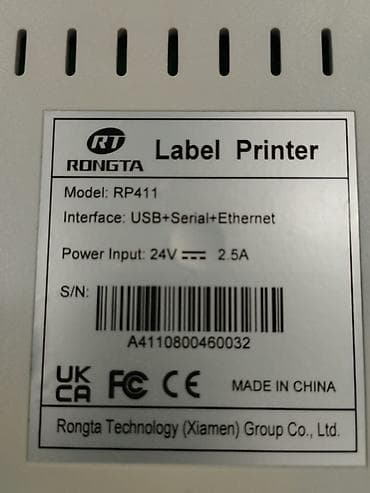 RT
RONGTA
Label Printer
Model: RP411
Interface: USB+Serial+Ethernet
Power Input: 24V ⎓ 2.5A
S/N:
A4110800460032
UK
CA
FC CE
MADE IN CHINA
Rongta Technology (Xiamen) Group Co., Ltd.